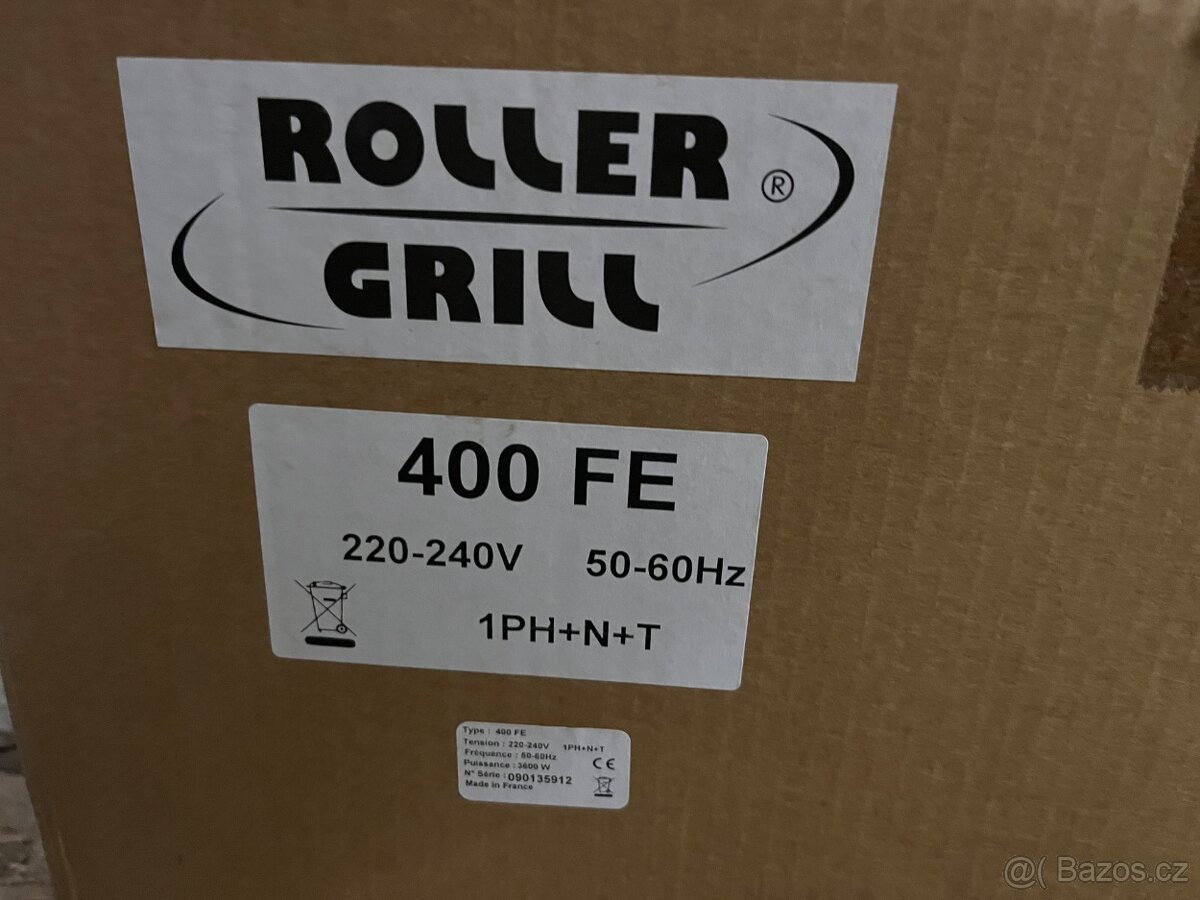 ROLLER ®
GRILL
400 FE
220-240V 50-60Hz
1PH+N+T
Type : 400 FE
Tension : 220-240V 1PH+N+T
Fréquence : 50-60Hz
Puissance : 3600 W
N° Série : 090135912
Made in France
CE
@( Bazos.cz